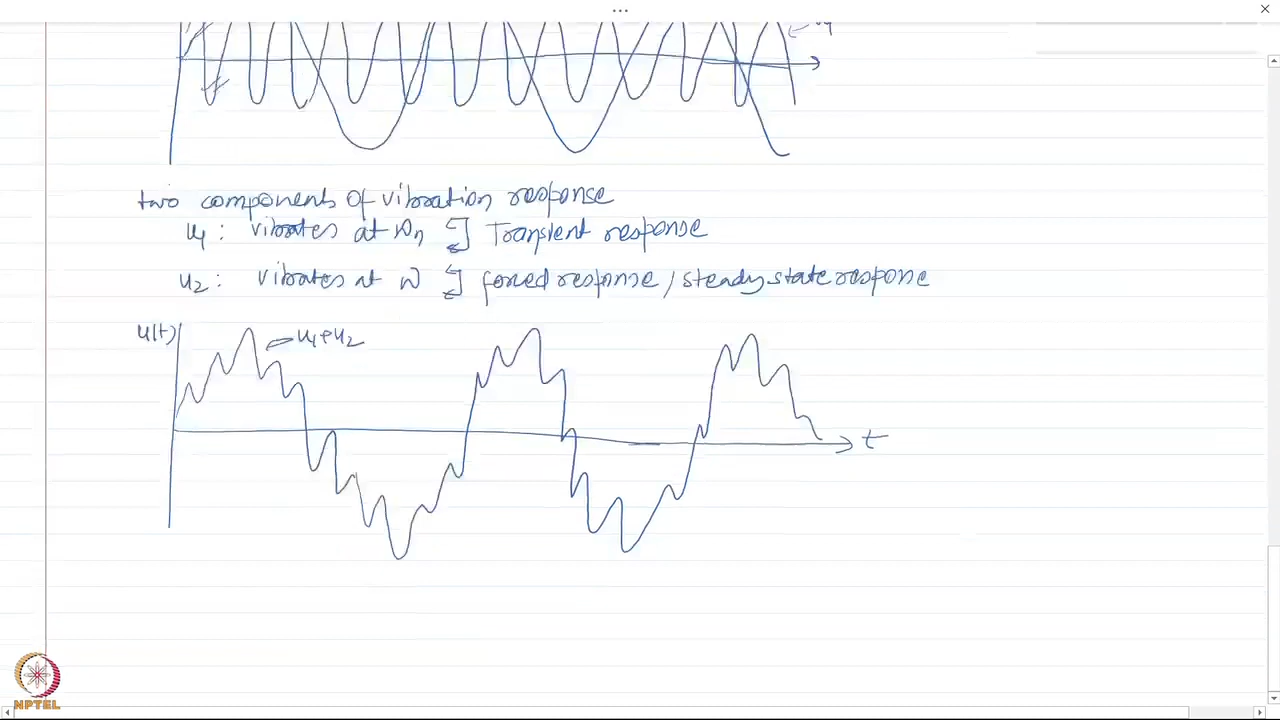 two components of vibration response
u₁ : vibrates at ωn ] Transient response
u₂ : vibrates at ω ] forced response / steady state response
u(t)
u₁+u₂
t
NPTEL